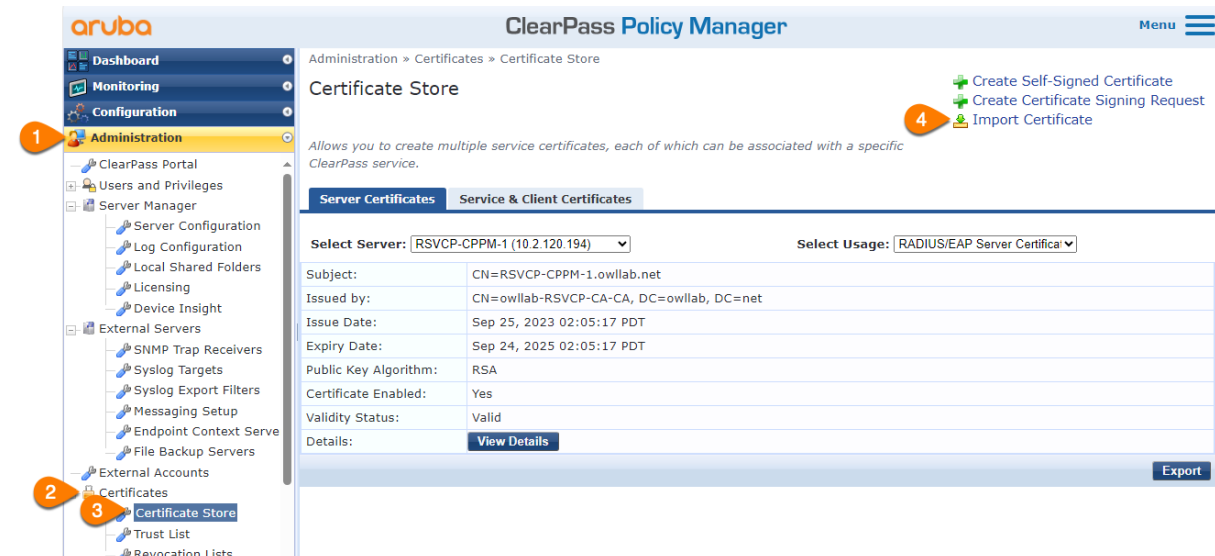 aruba
ClearPass Policy Manager
Menu
Dashboard
Monitoring
Configuration
1
Administration
ClearPass Portal
Users and Privileges
Server Manager
Server Configuration
Log Configuration
Local Shared Folders
Licensing
Device Insight
External Servers
SNMP Trap Receivers
Syslog Targets
Syslog Export Filters
Messaging Setup
Endpoint Context Serve
File Backup Servers
External Accounts
2
Certificates
3
Certificate Store
Trust List
Revocation Lists
Administration » Certificates » Certificate Store
Certificate Store
Create Self-Signed Certificate
Create Certificate Signing Request
4
Import Certificate
Allows you to create multiple service certificates, each of which can be associated with a specific
ClearPass service.
Server Certificates
Service & Client Certificates
Select Server: RSVCP-CPPM-1 (10.2.120.194)
Select Usage: RADIUS/EAP Server Certificat
Subject: CN=RSVCP-CPPM-1.owllab.net
Issued by: CN=owllab-RSVCP-CA-CA, DC=owllab, DC=net
Issue Date: Sep 25, 2023 02:05:17 PDT
Expiry Date: Sep 24, 2025 02:05:17 PDT
Public Key Algorithm: RSA
Certificate Enabled: Yes
Validity Status: Valid
Details: View Details
Export